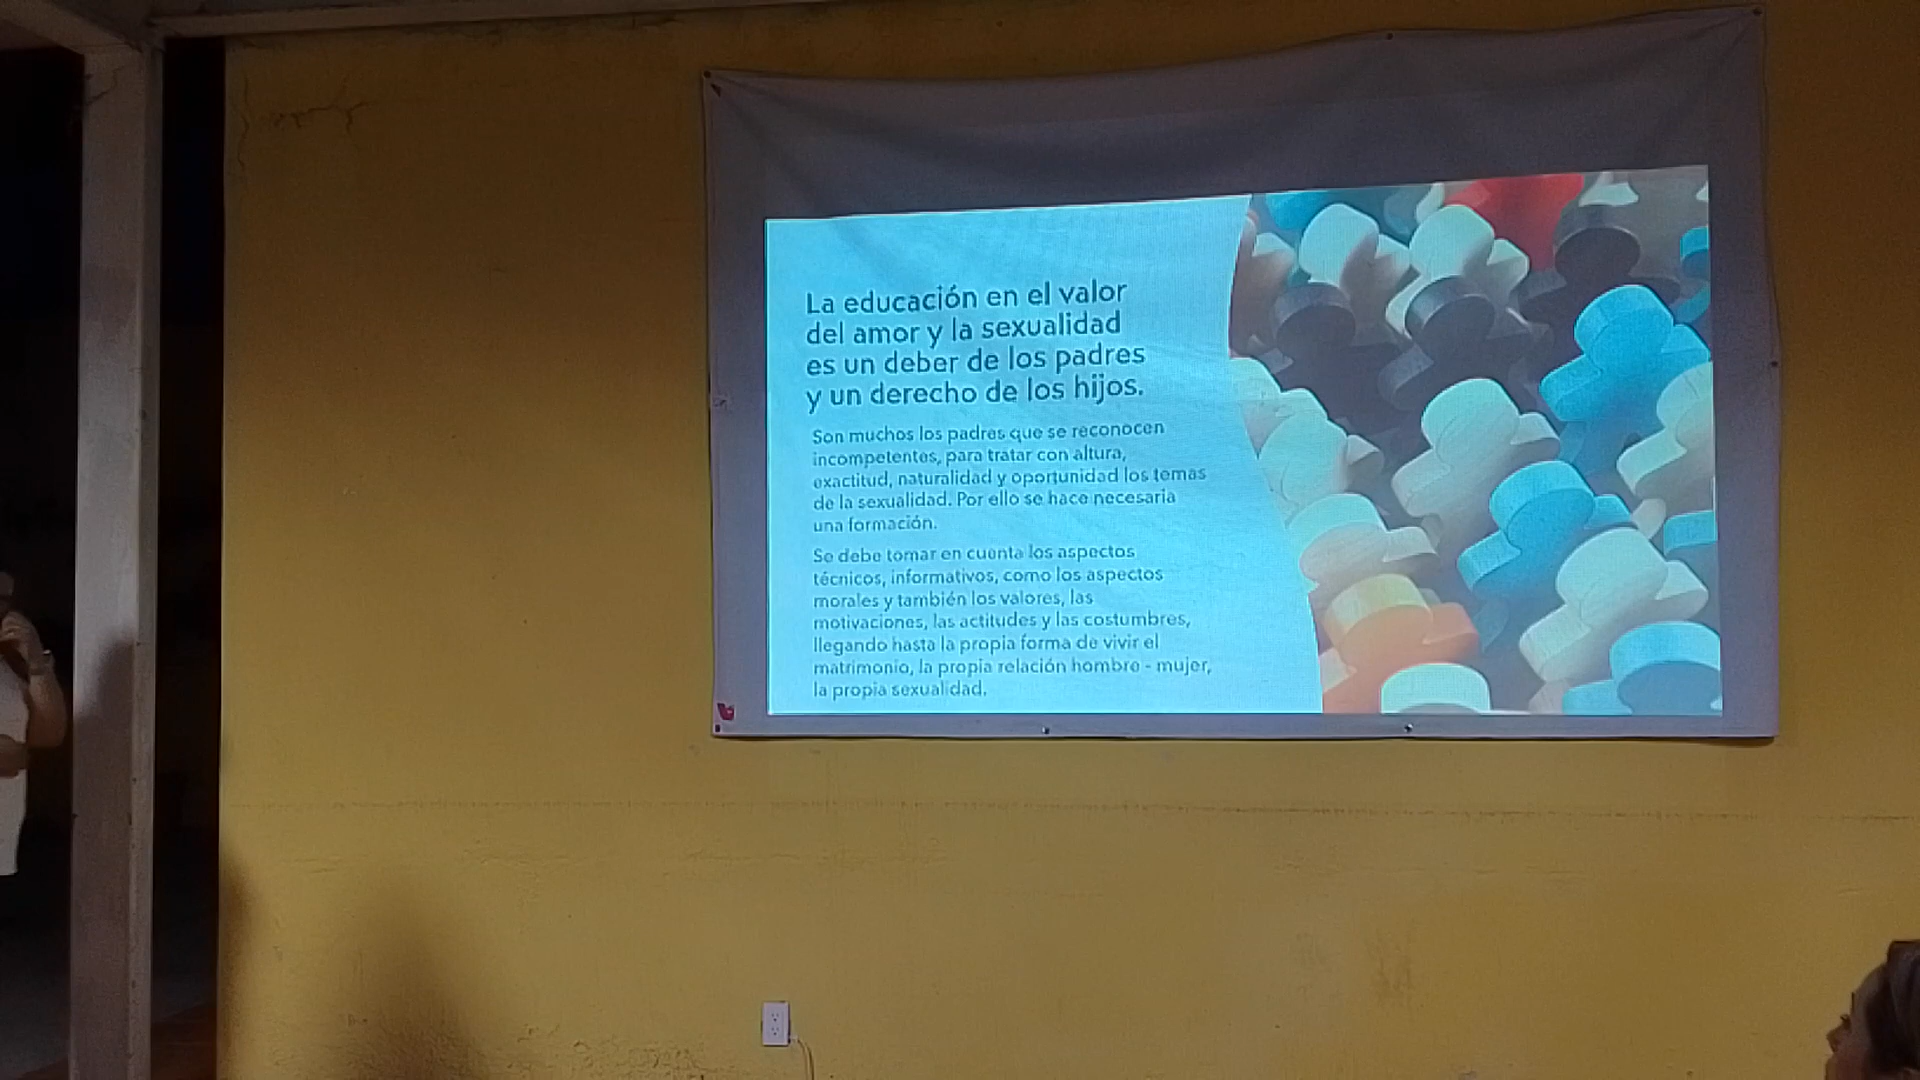 La educación en el valor
del amor y la sexualidad
es un deber de los padres
y un derecho de los hijos.
Son muchos los padres que se reconocen
incompetentes, para tratar con altura,
exactitud, naturalidad y oportunidad los temas
de la sexualidad. Por ello se hace necesaria
una formación.
Se debe tomar en cuenta los aspectos
técnicos, informativos, como los aspectos
morales y también los valores, las
motivaciones, las actitudes y las costumbres,
llegando hasta la propia forma de vivir el
matrimonio, la propia relación hombre - mujer,
la propia sexualidad.